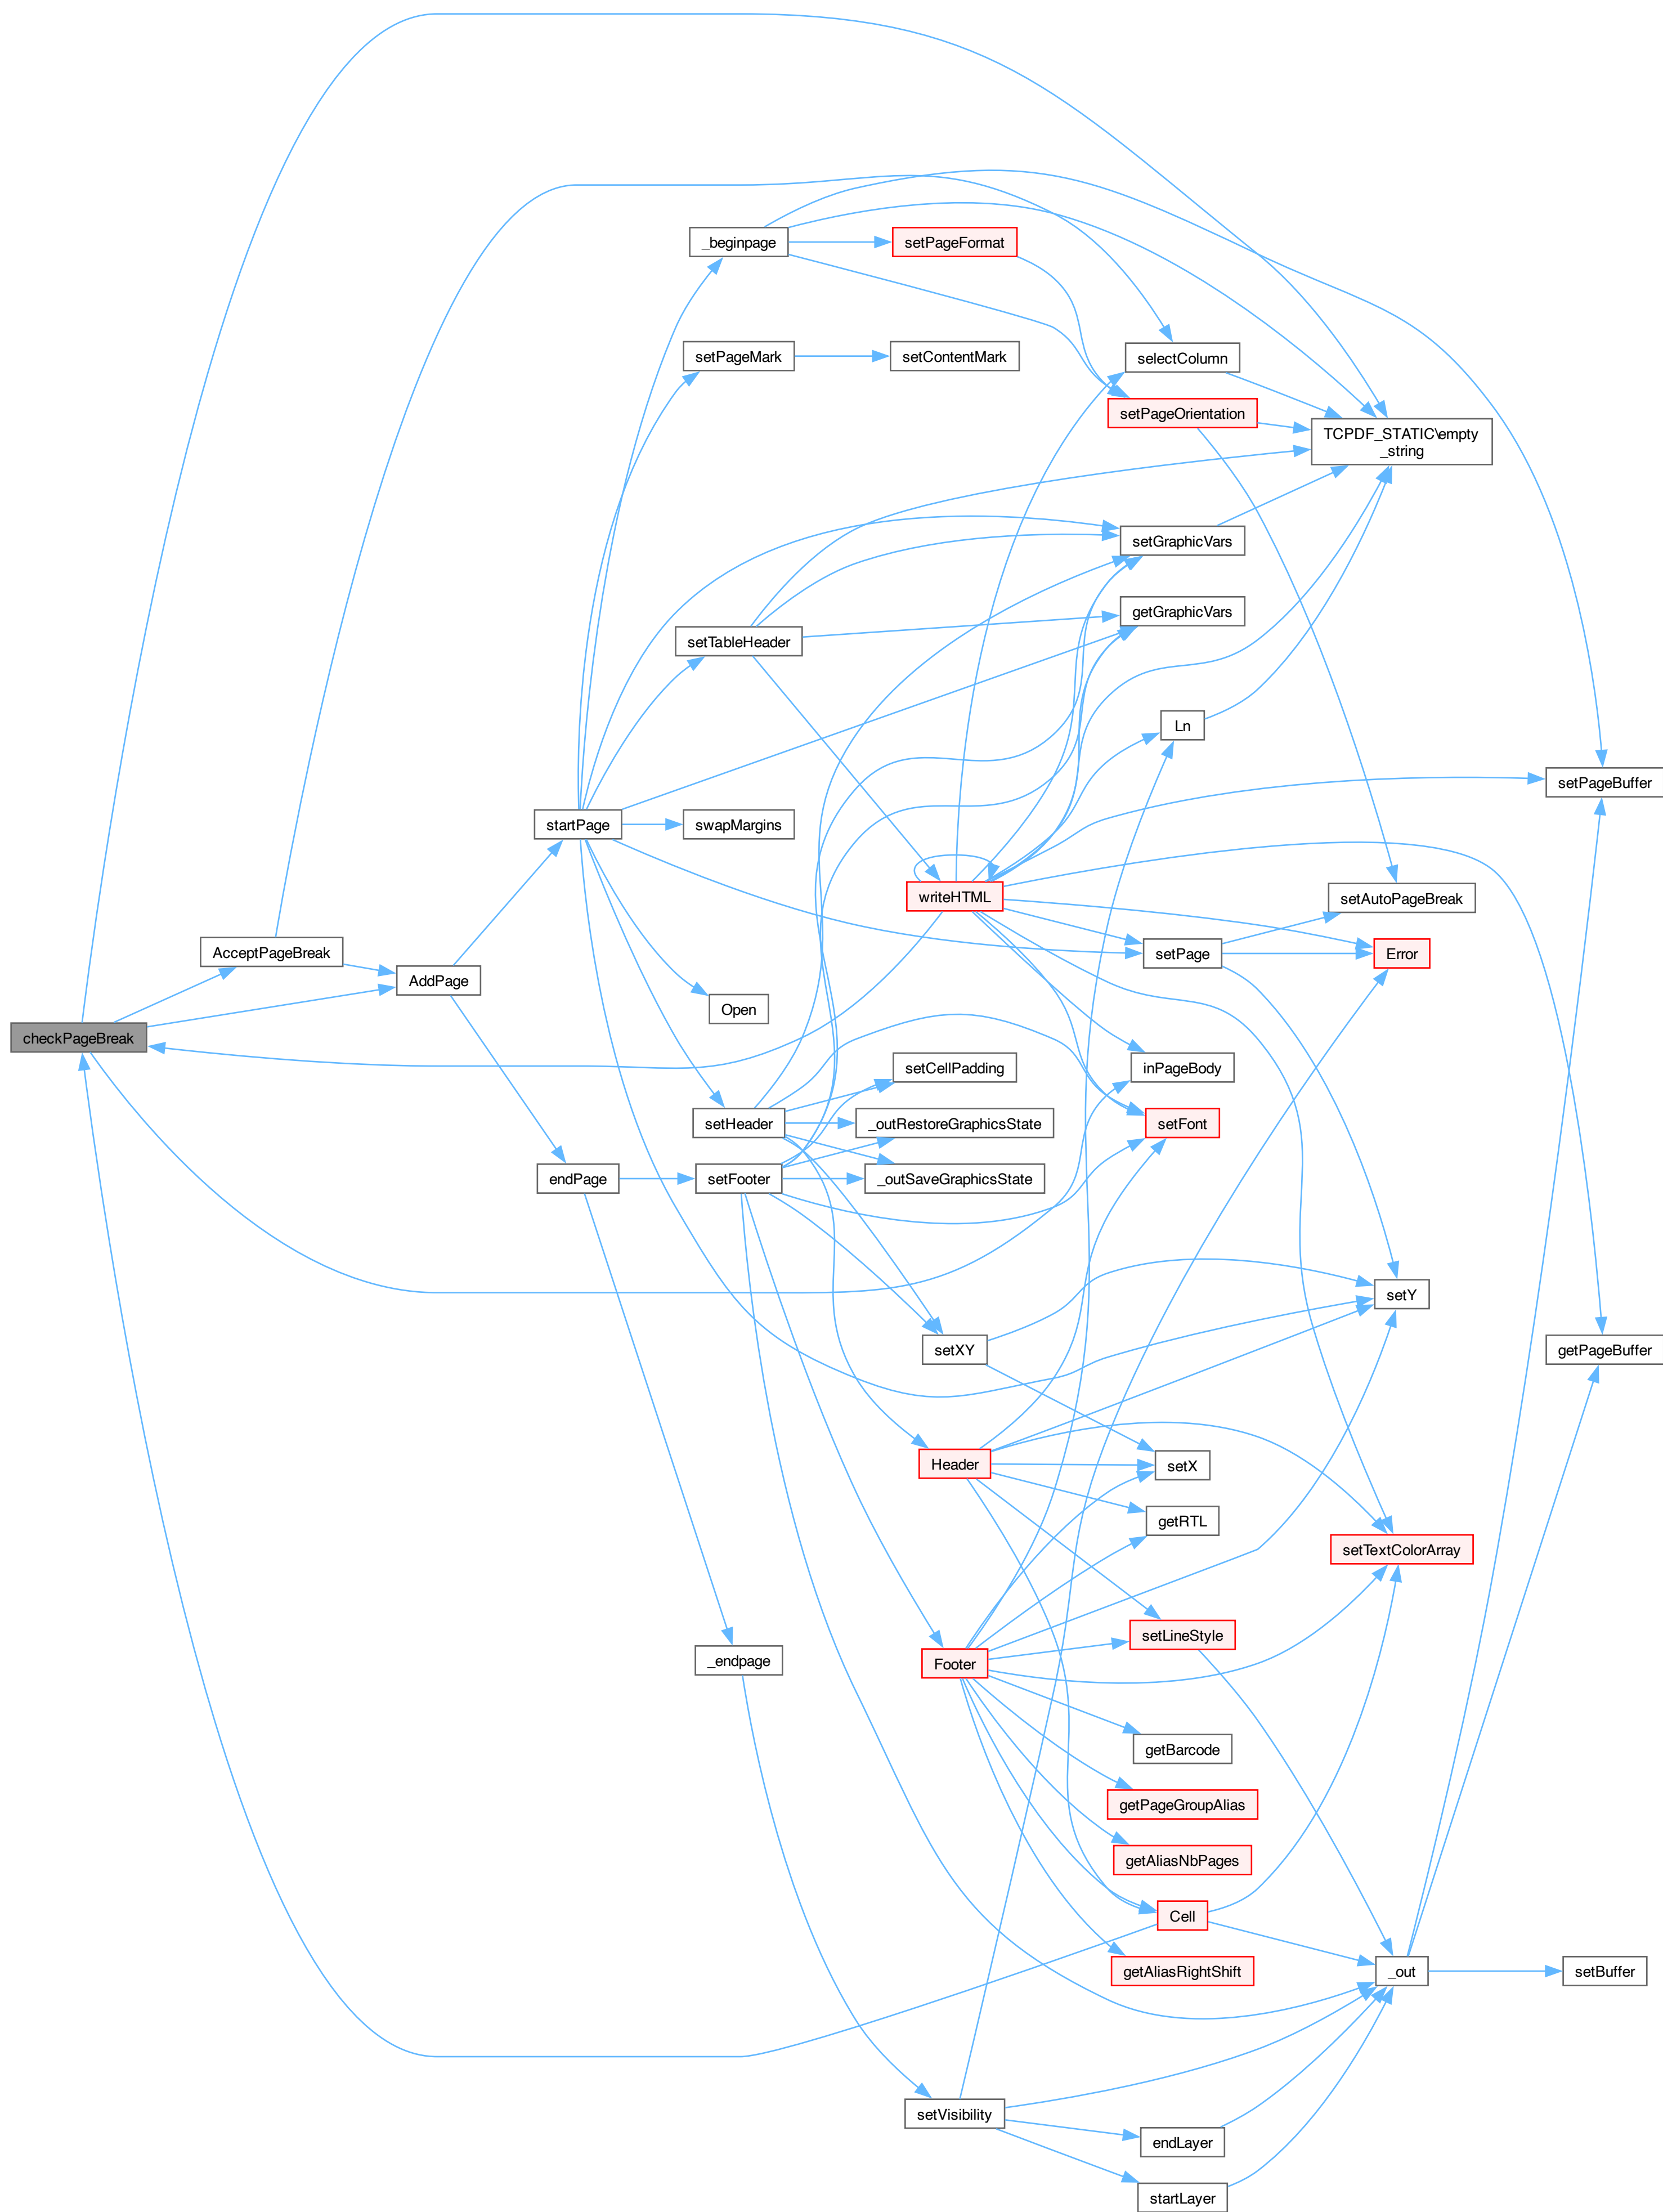 _beginpage
setPageFormat
setPageMark
setContentMark
selectColumn
setPageOrientation
TCPDF_STATIC\empty
_string
setGraphicVars
getGraphicVars
setTableHeader
Ln
setPageBuffer
startPage
swapMargins
writeHTML
setAutoPageBreak
AcceptPageBreak
AddPage
setPage
Error
Open
checkPageBreak
setCellPadding
inPageBody
setHeader
_outRestoreGraphicsState
setFont
endPage
setFooter
_outSaveGraphicsState
setY
setXY
getPageBuffer
Header
setX
getRTL
setTextColorArray
setLineStyle
_endpage
Footer
getBarcode
getPageGroupAlias
getAliasNbPages
Cell
getAliasRightShift
_out
setBuffer
setVisibility
endLayer
startLayer